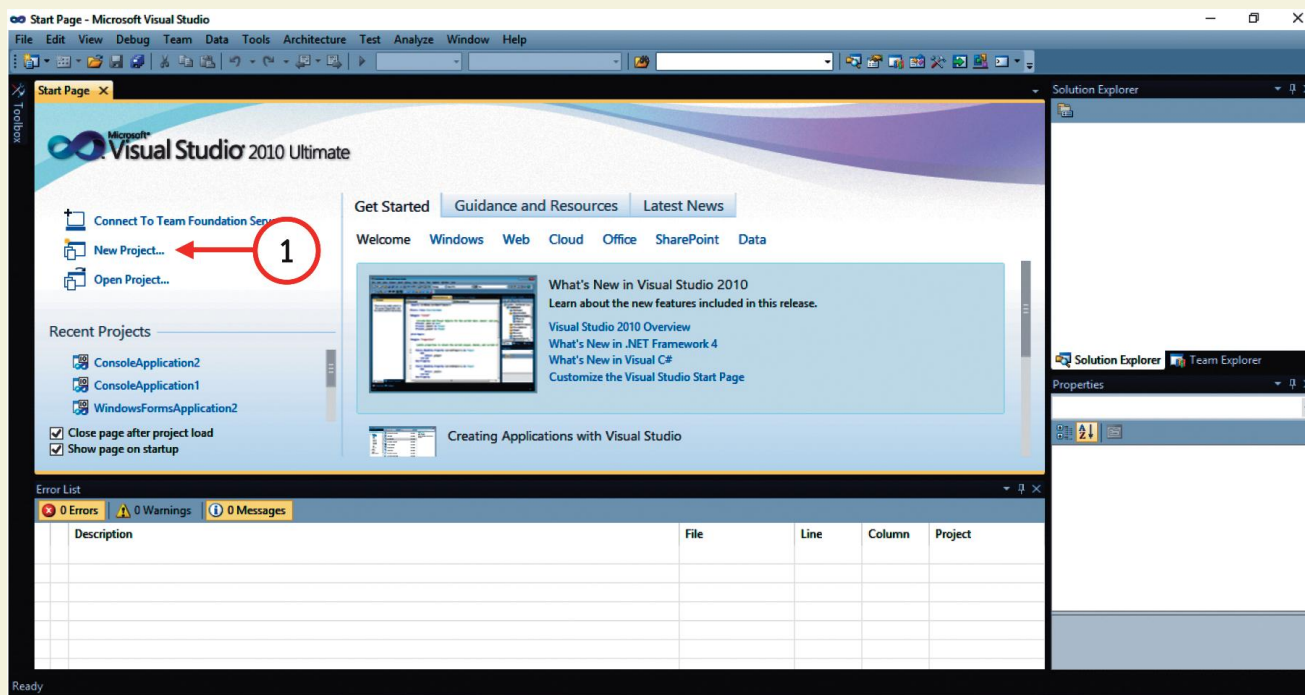 Start Page - Microsoft Visual Studio
File Edit View Debug Team Data Tools Architecture Test Analyze Window Help
Toolbox
Start Page
Microsoft®
Visual Studio® 2010 Ultimate
Connect To Team Foundation
New Project...
1
Open Project...
Recent Projects
ConsoleApplication2
ConsoleApplication1
WindowsFormsApplication2
Close page after project load
Show page on startup
Get Started Guidance and Resources Latest News
Welcome Windows Web Cloud Office SharePoint Data
What's New in Visual Studio 2010
Learn about the new features included in this release.
Visual Studio 2010 Overview
What's New in .NET Framework 4
What's New in Visual C#
Customize the Visual Studio Start Page
Creating Applications with Visual Studio
Solution Explorer
Solution Explorer Team Explorer
Properties
Error List
0 Errors 0 Warnings 0 Messages
Description File Line Column Project
Ready